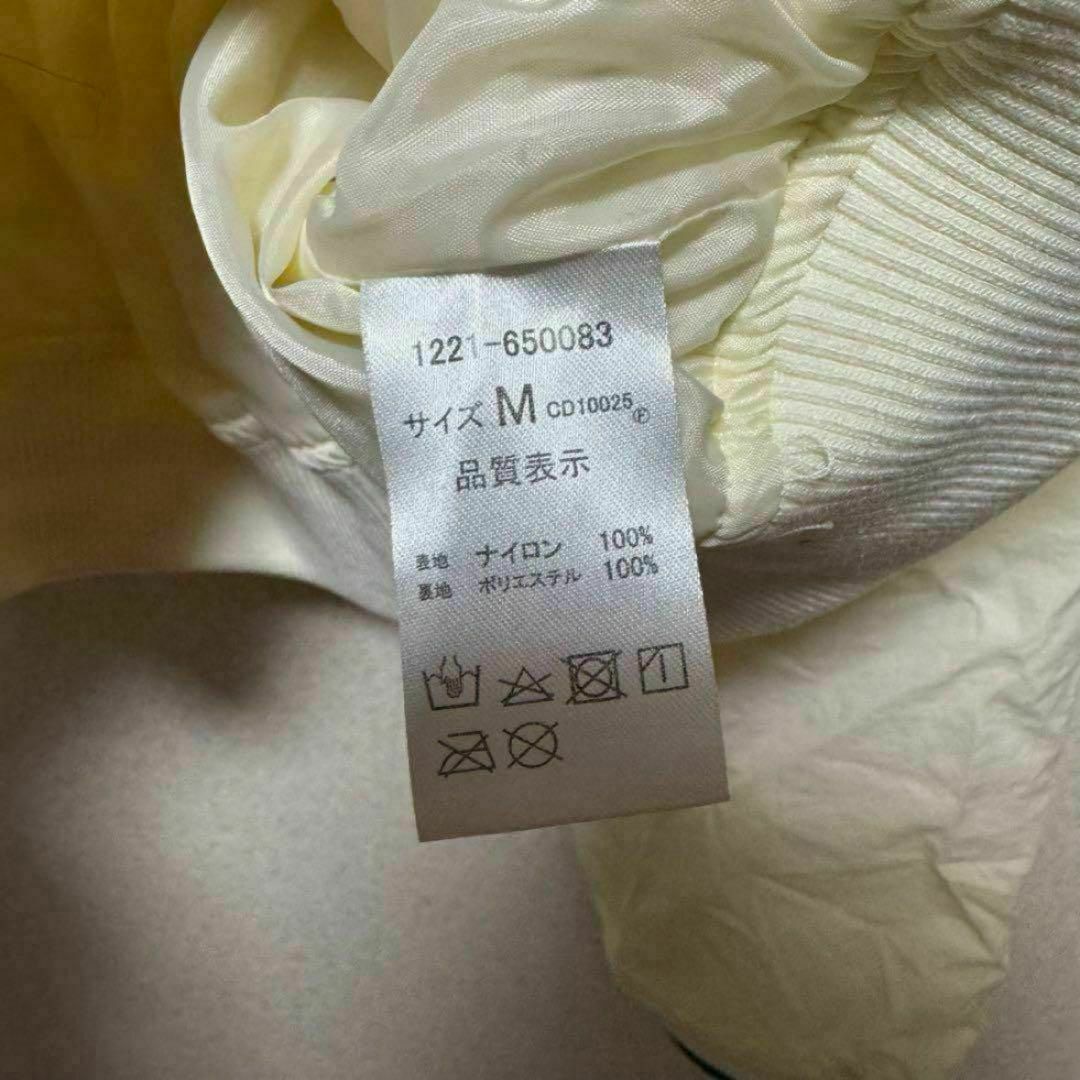 1221-650083
サイズ M CD10025 Ⓟ
品質表示
表地 ナイロン 100%
裏地 ポリエステル 100%